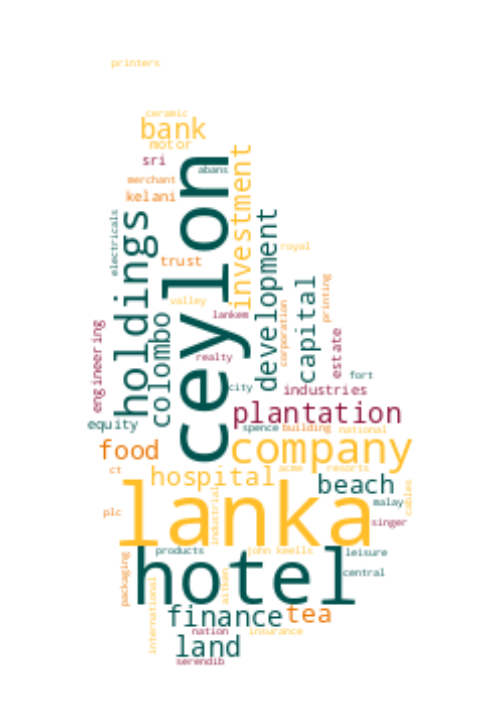 printers
ceramic
bank
motor
sri
abans
merchant
kelani
ceylon
investment
holdings
electricals
development
royal
trust
capital
printing
valley
corporation
colombo
lankem
engineering
estate
realty
fort
city
industries
plantation
equity
spence
building
national
food
company
ct
hospital
acme
resorts
beach
lanka
industrial
cables
malay
plc
singer
hotel
products
john keells
leisure
packaging
international
aitken
central
finance
tea
nation
insurance
land
serendib